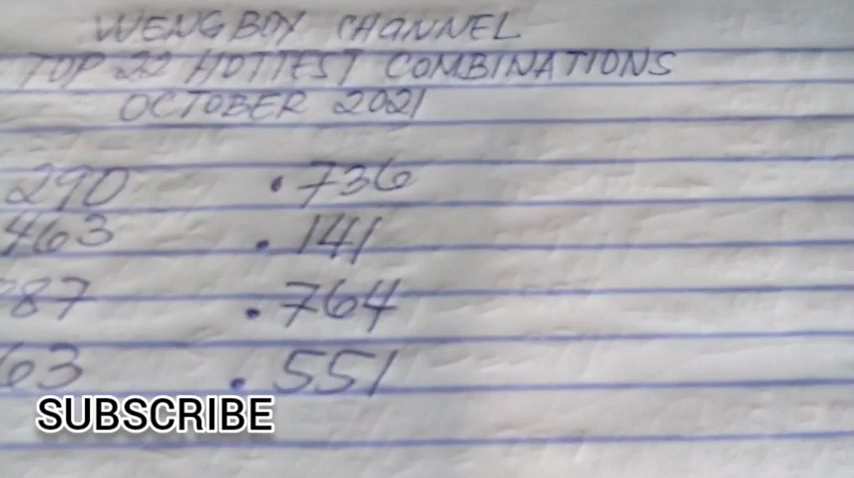 WENGBOY CHANNEL
TOP 22 HOTTEST COMBINATIONS
OCTOBER 2021
290 .736
463 .141
87 .764
63 .551
SUBSCRIBE